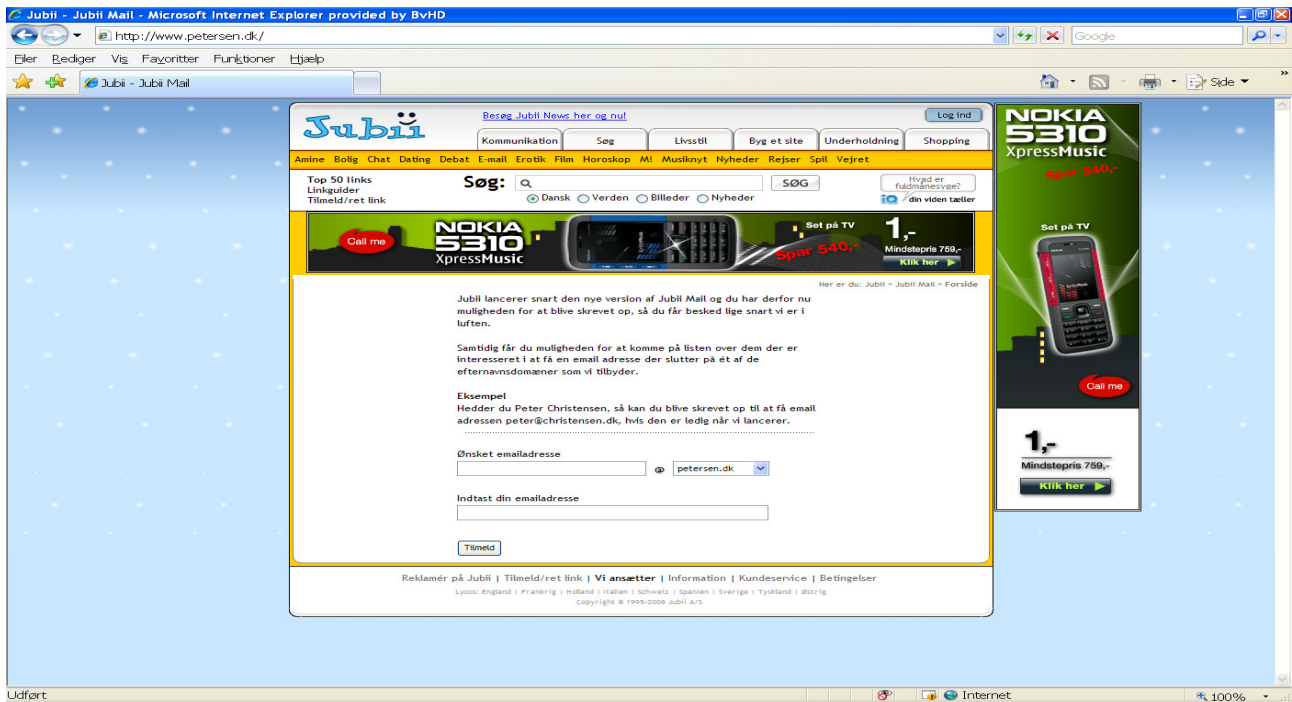 Jubii - Jubii Mail - Microsoft Internet Explorer provided by BvHD
http://www.petersen.dk/
Google
Filer Rediger Vis Favoritter Funktioner Hjælp
Jubii - Jubii Mail
Side
Jubii
Besøg Jubii News her og nu!
Log ind
Kommunikation Søg Livsstil Byg et site Underholdning Shopping
Amine Bolig Chat Dating Debat E-mail Erotik Film Horoskop M! Musiknyt Nyheder Rejser Spil Vejret
Top 50 links
Linkguider
Tilmeld/ret link
Søg:
SØG
Dansk Verden Billeder Nyheder
Hvad er
fuldmånesyge?
iQ din viden tæller
Call me
NOKIA
5310
XpressMusic
Spar 540,-
Set på TV
1,-
Mindstepris 759,-
Klik her
Her er du: Jubii - Jubii Mail - Forside
Jubii lancerer snart den nye version af Jubii Mail og du har derfor nu
muligheden for at blive skrevet op, så du får besked lige snart vi er i
luften.
Samtidig får du muligheden for at komme på listen over dem der er
interesseret i at få en email adresse der slutter på ét af de
efternavnsdomæner som vi tilbyder.
Eksempel
Hedder du Peter Christensen, så kan du blive skrevet op til at få email
adressen peter@christensen.dk, hvis den er ledig når vi lancerer.
Ønsket emailadresse
@ petersen.dk
Indtast din emailadresse
Tilmeld
Reklamér på Jubii | Tilmeld/ret link | Vi ansætter | Information | Kundeservice | Betingelser
Lycos: England | Frankrig | Holland | Italien | Schweiz | Spanien | Sverige | Tyskland | Østrig
Copyright © 1995-2008 Jubii A/S
NOKIA
5310
XpressMusic
Spar 540,-
Set på TV
Call me
1,-
Mindstepris 759,-
Klik her
Udført
Internet
100%